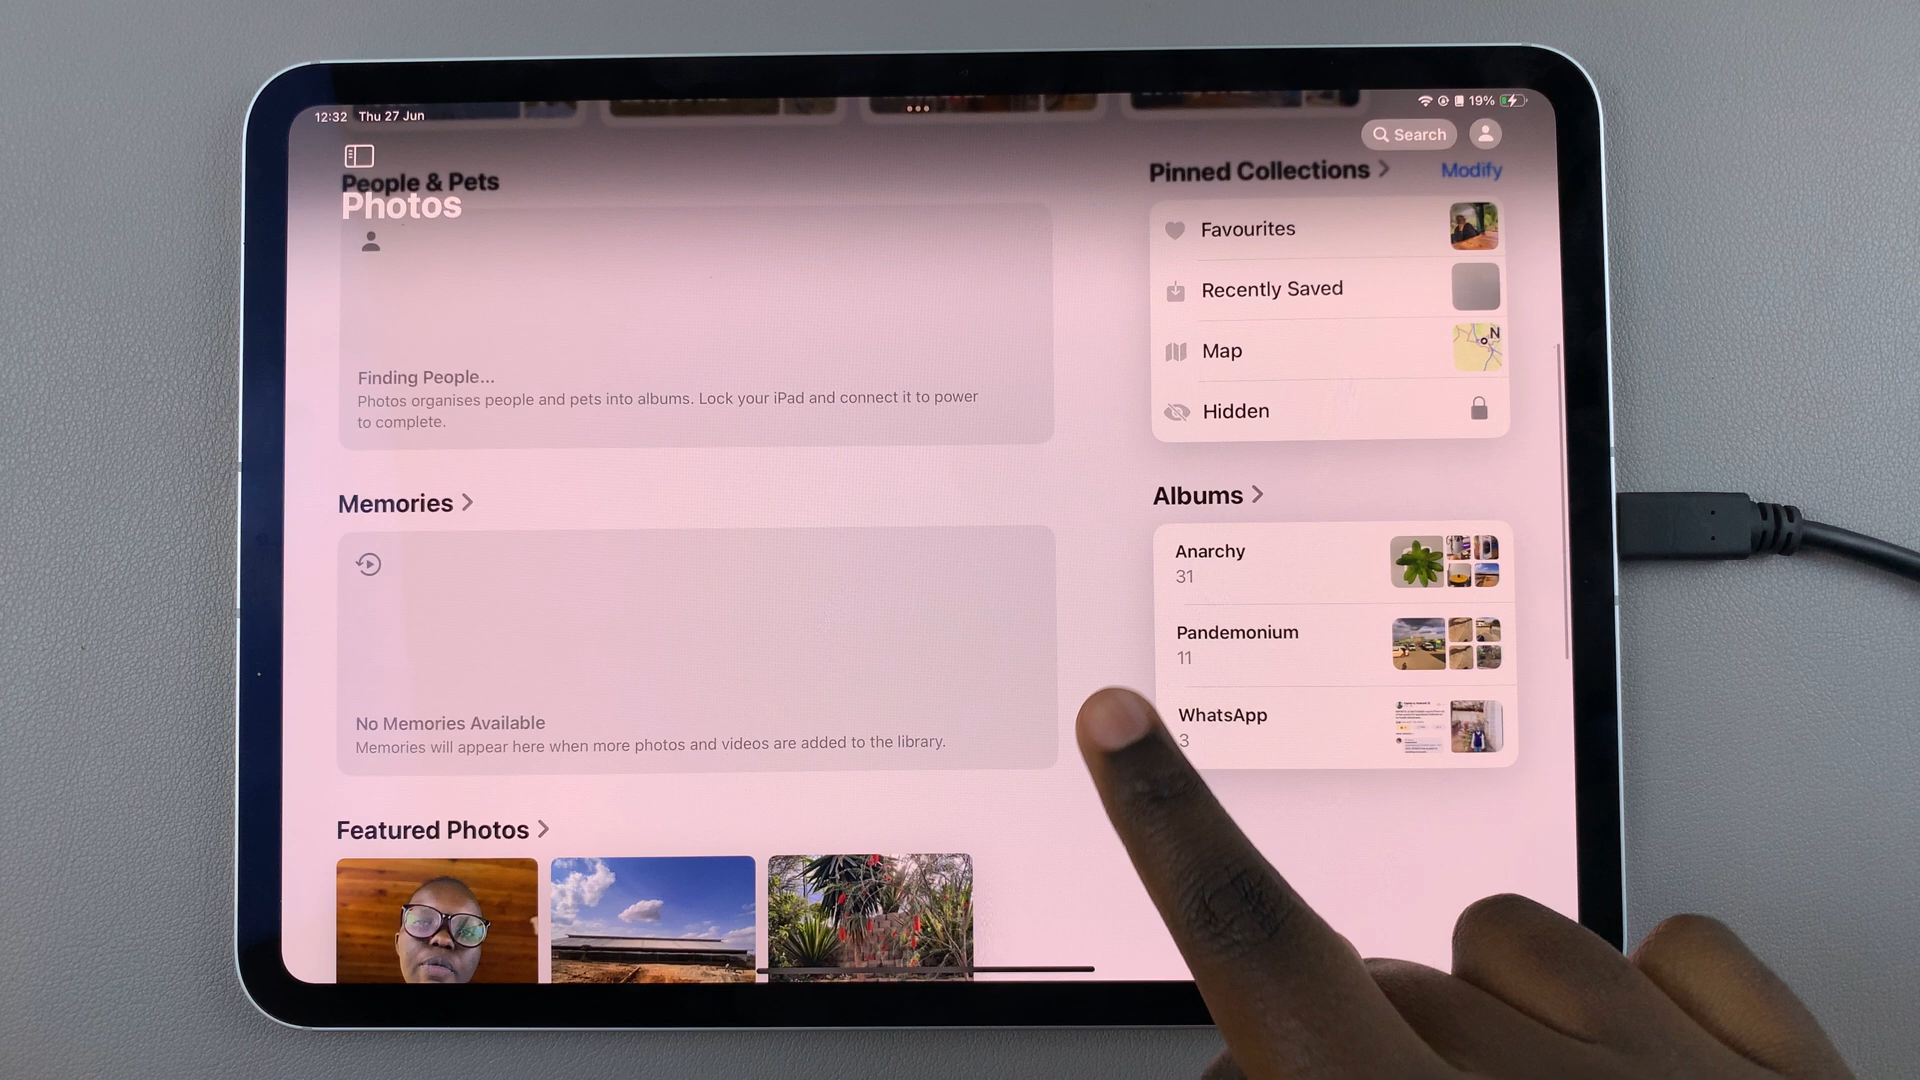 12:32 Thu 27 Jun
19%
Search
People & Pets
Photos
Finding People...
Photos organises people and pets into albums. Lock your iPad and connect it to power
to complete.
Memories
No Memories Available
Memories will appear here when more photos and videos are added to the library.
Featured Photos
Pinned Collections
Modify
Favourites
Recently Saved
Map
N
Hidden
Albums
Anarchy
31
Pandemonium
11
WhatsApp
3